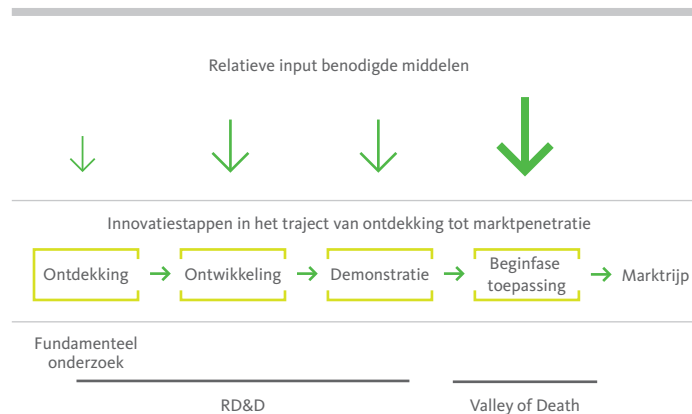 Relatieve input benodigde middelen
Innovatiestappen in het traject van ontdekking tot marktpenetratie
Ontdekking
Ontwikkeling
Demonstratie
Beginfase
toepassing
Marktrijp
Fundamenteel
onderzoek
RD&D
Valley of Death